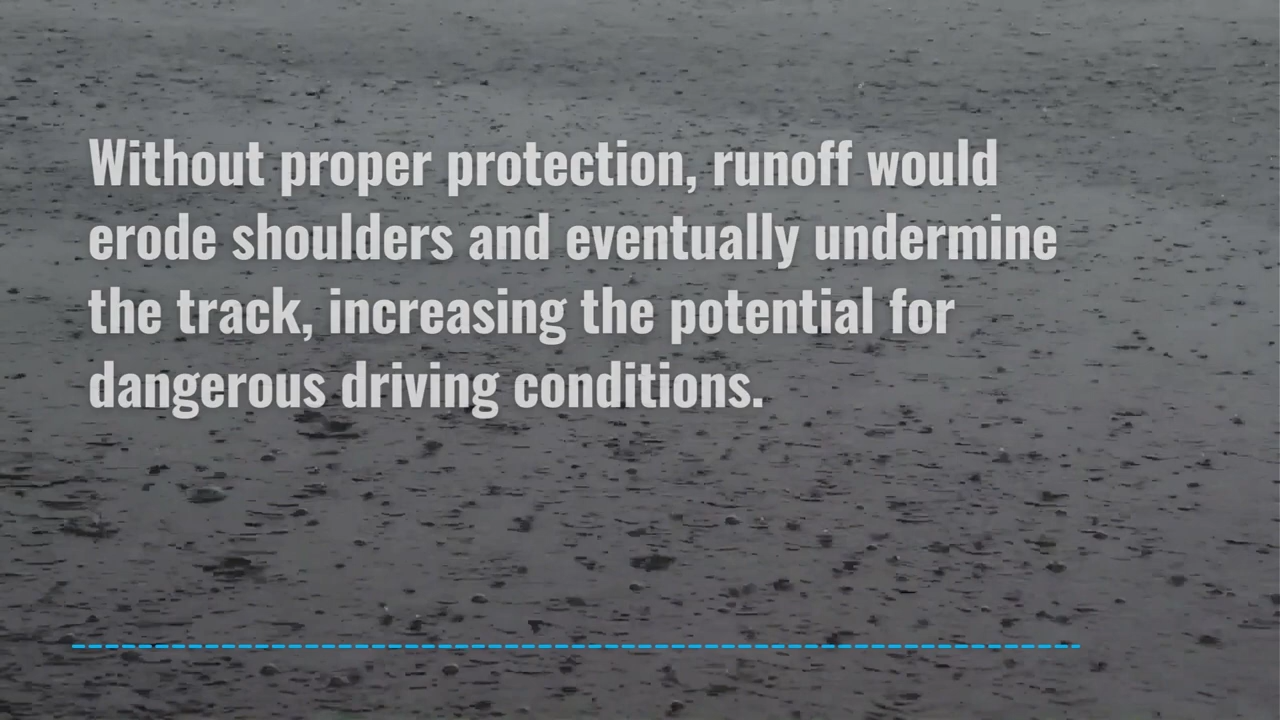 Without proper protection, runoff would
erode shoulders and eventually undermine
the track, increasing the potential for
dangerous driving conditions.